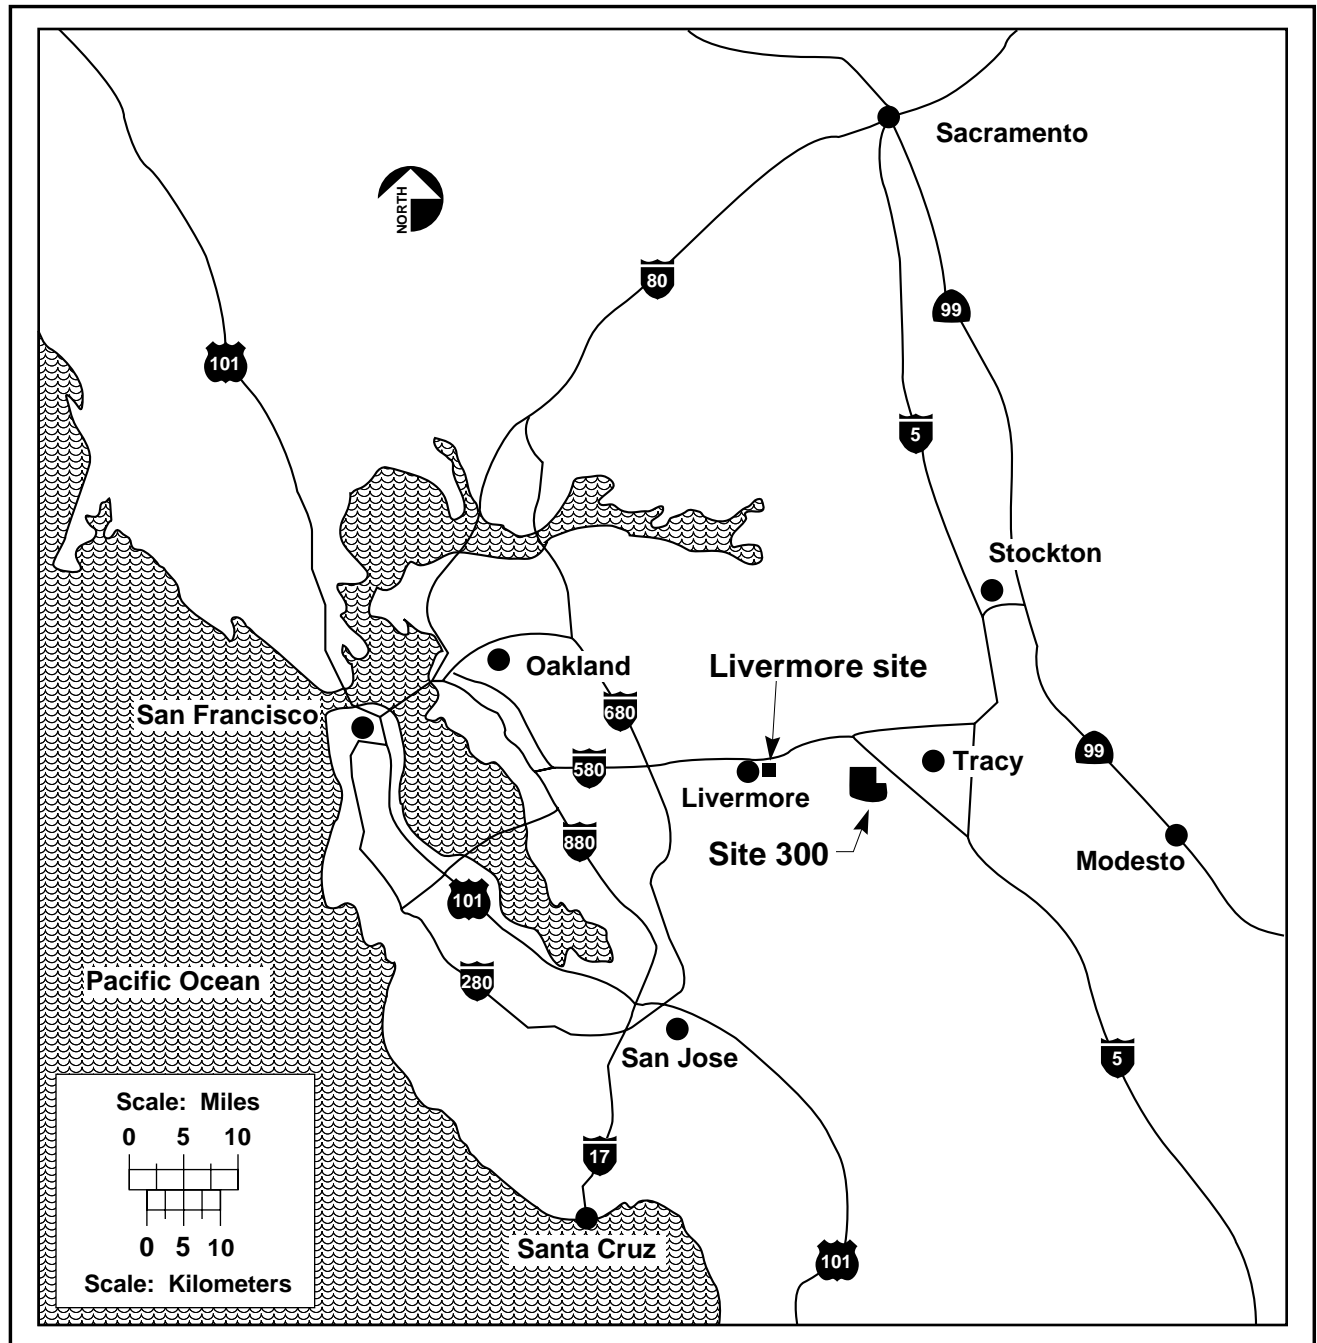 Sacramento
NORTH
80
99
101
5
Stockton
Oakland
Livermore site
San Francisco
680
99
Tracy
580
Livermore
880
Site 300
Modesto
101
Pacific Ocean
280
San Jose
5
Scale: Miles
0 5 10
17
0 5 10
Santa Cruz
101
Scale: Kilometers